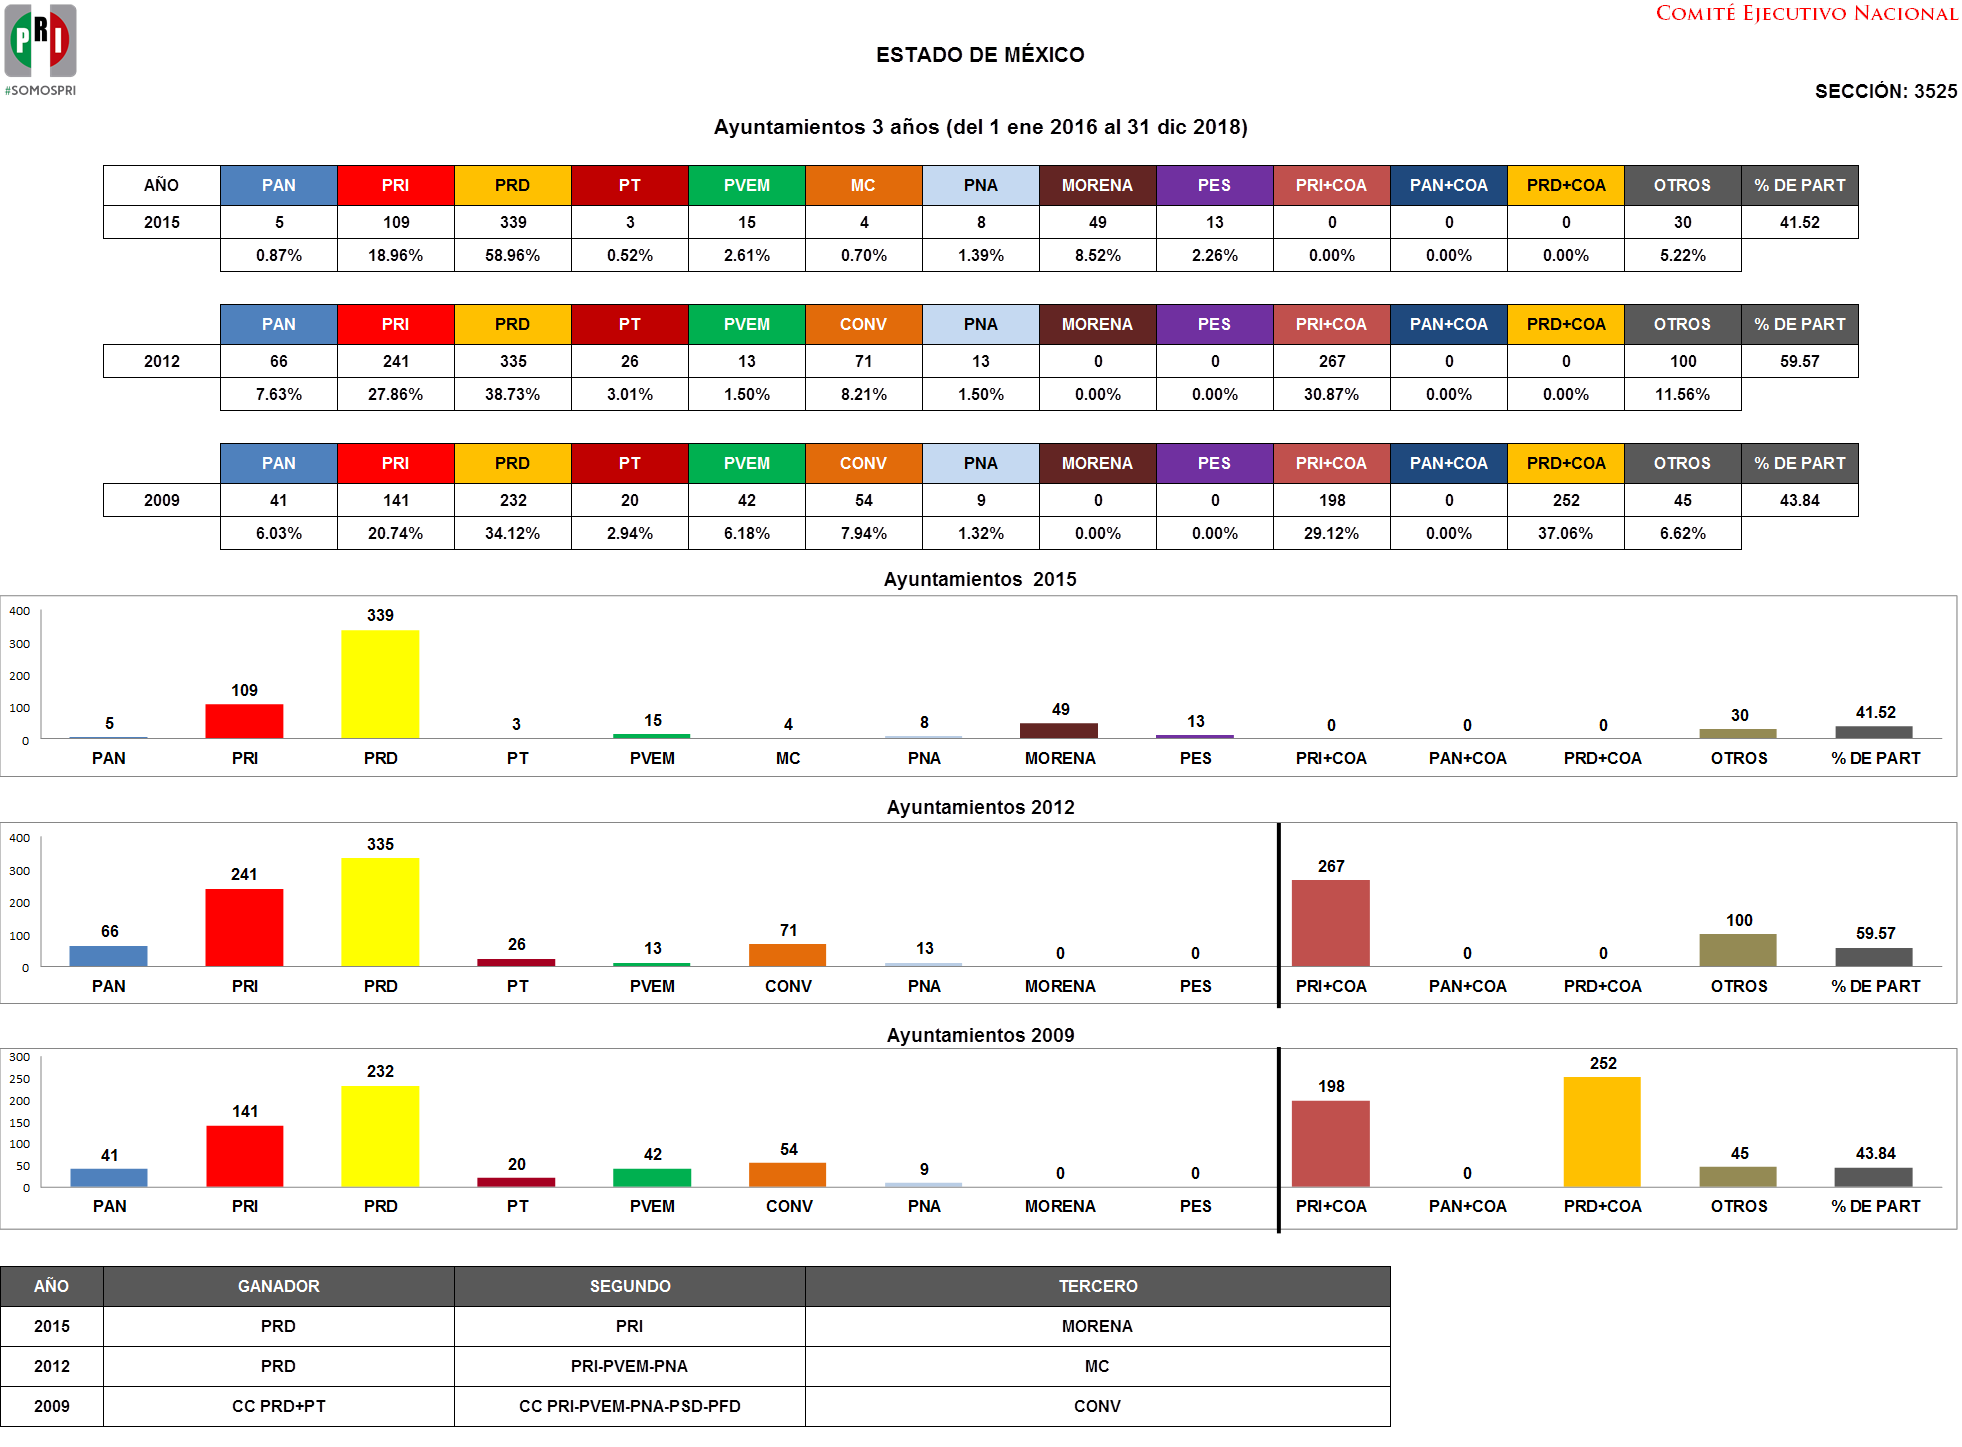 PRI
#SOMOSPRI
COMITÉ EJECUTIVO NACIONAL
ESTADO DE MÉXICO
SECCIÓN: 3525
Ayuntamientos 3 años (del 1 ene 2016 al 31 dic 2018)
AÑO PAN PRI PRD PT PVEM MC PNA MORENA PES PRI+COA PAN+COA PRD+COA OTROS % DE PART
2015 5 109 339 3 15 4 8 49 13 0 0 0 30 41.52
0.87% 18.96% 58.96% 0.52% 2.61% 0.70% 1.39% 8.52% 2.26% 0.00% 0.00% 0.00% 5.22%
PAN PRI PRD PT PVEM CONV PNA MORENA PES PRI+COA PAN+COA PRD+COA OTROS % DE PART
2012 66 241 335 26 13 71 13 0 0 267 0 0 100 59.57
7.63% 27.86% 38.73% 3.01% 1.50% 8.21% 1.50% 0.00% 0.00% 30.87% 0.00% 0.00% 11.56%
PAN PRI PRD PT PVEM CONV PNA MORENA PES PRI+COA PAN+COA PRD+COA OTROS % DE PART
2009 41 141 232 20 42 54 9 0 0 198 0 252 45 43.84
6.03% 20.74% 34.12% 2.94% 6.18% 7.94% 1.32% 0.00% 0.00% 29.12% 0.00% 37.06% 6.62%
Ayuntamientos 2015
400
300
200
100
0
5 109 339 3 15 4 8 49 13 0 0 0 30 41.52
PAN PRI PRD PT PVEM MC PNA MORENA PES PRI+COA PAN+COA PRD+COA OTROS % DE PART
Ayuntamientos 2012
400
300
200
100
0
66 241 335 26 13 71 13 0 0 267 0 0 100 59.57
PAN PRI PRD PT PVEM CONV PNA MORENA PES PRI+COA PAN+COA PRD+COA OTROS % DE PART
Ayuntamientos 2009
300
250
200
150
100
50
0
41 141 232 20 42 54 9 0 0 198 0 252 45 43.84
PAN PRI PRD PT PVEM CONV PNA MORENA PES PRI+COA PAN+COA PRD+COA OTROS % DE PART
AÑO GANADOR SEGUNDO TERCERO
2015 PRD PRI MORENA
2012 PRD PRI-PVEM-PNA MC
2009 CC PRD+PT CC PRI-PVEM-PNA-PSD-PFD CONV